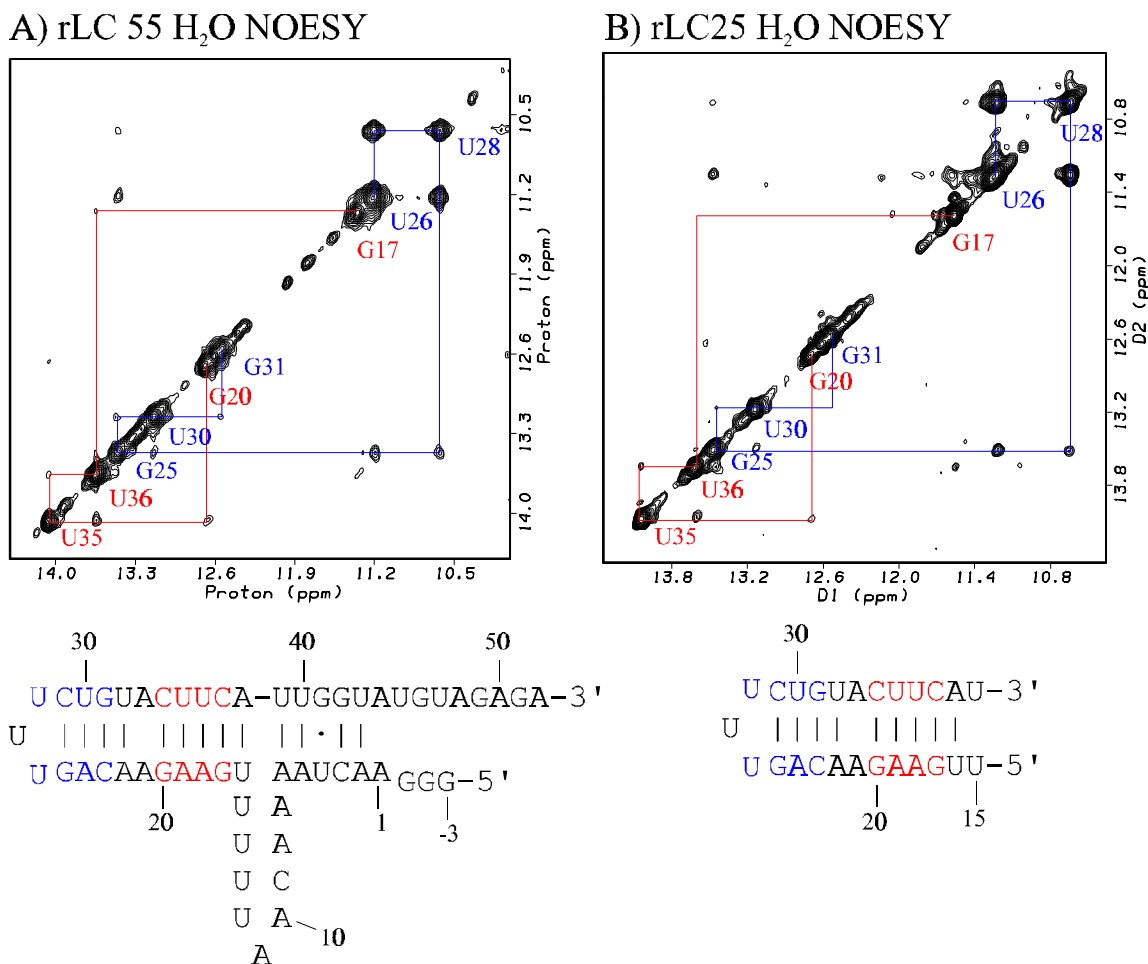 A) rLC 55 H₂O NOESY
B) rLC25 H₂O NOESY
10.5
11.2
11.9
12.6
13.3
14.0
Proton (ppm)
U28
U26
G17
G31
G20
U30
G25
U36
U35
14.0 13.3 12.6 11.9 11.2 10.5
Proton (ppm)
10.8
11.4
12.0
12.6
13.2
13.8
D2 (ppm)
U28
U26
G17
G31
G20
U30
G25
U36
U35
13.8 13.2 12.6 12.0 11.4 10.8
D1 (ppm)
30 40 50
U CUGUACUUCA-UUGGUAUGUAGAGA-3'
U
U GACAAGAAGU AAUCAA GGG-5'
20 1 -3
U A
U A
U C
U A 10
A
30
U CUGUACUUCAU-3'
U
U GACAAGAAGUU-5'
20 15